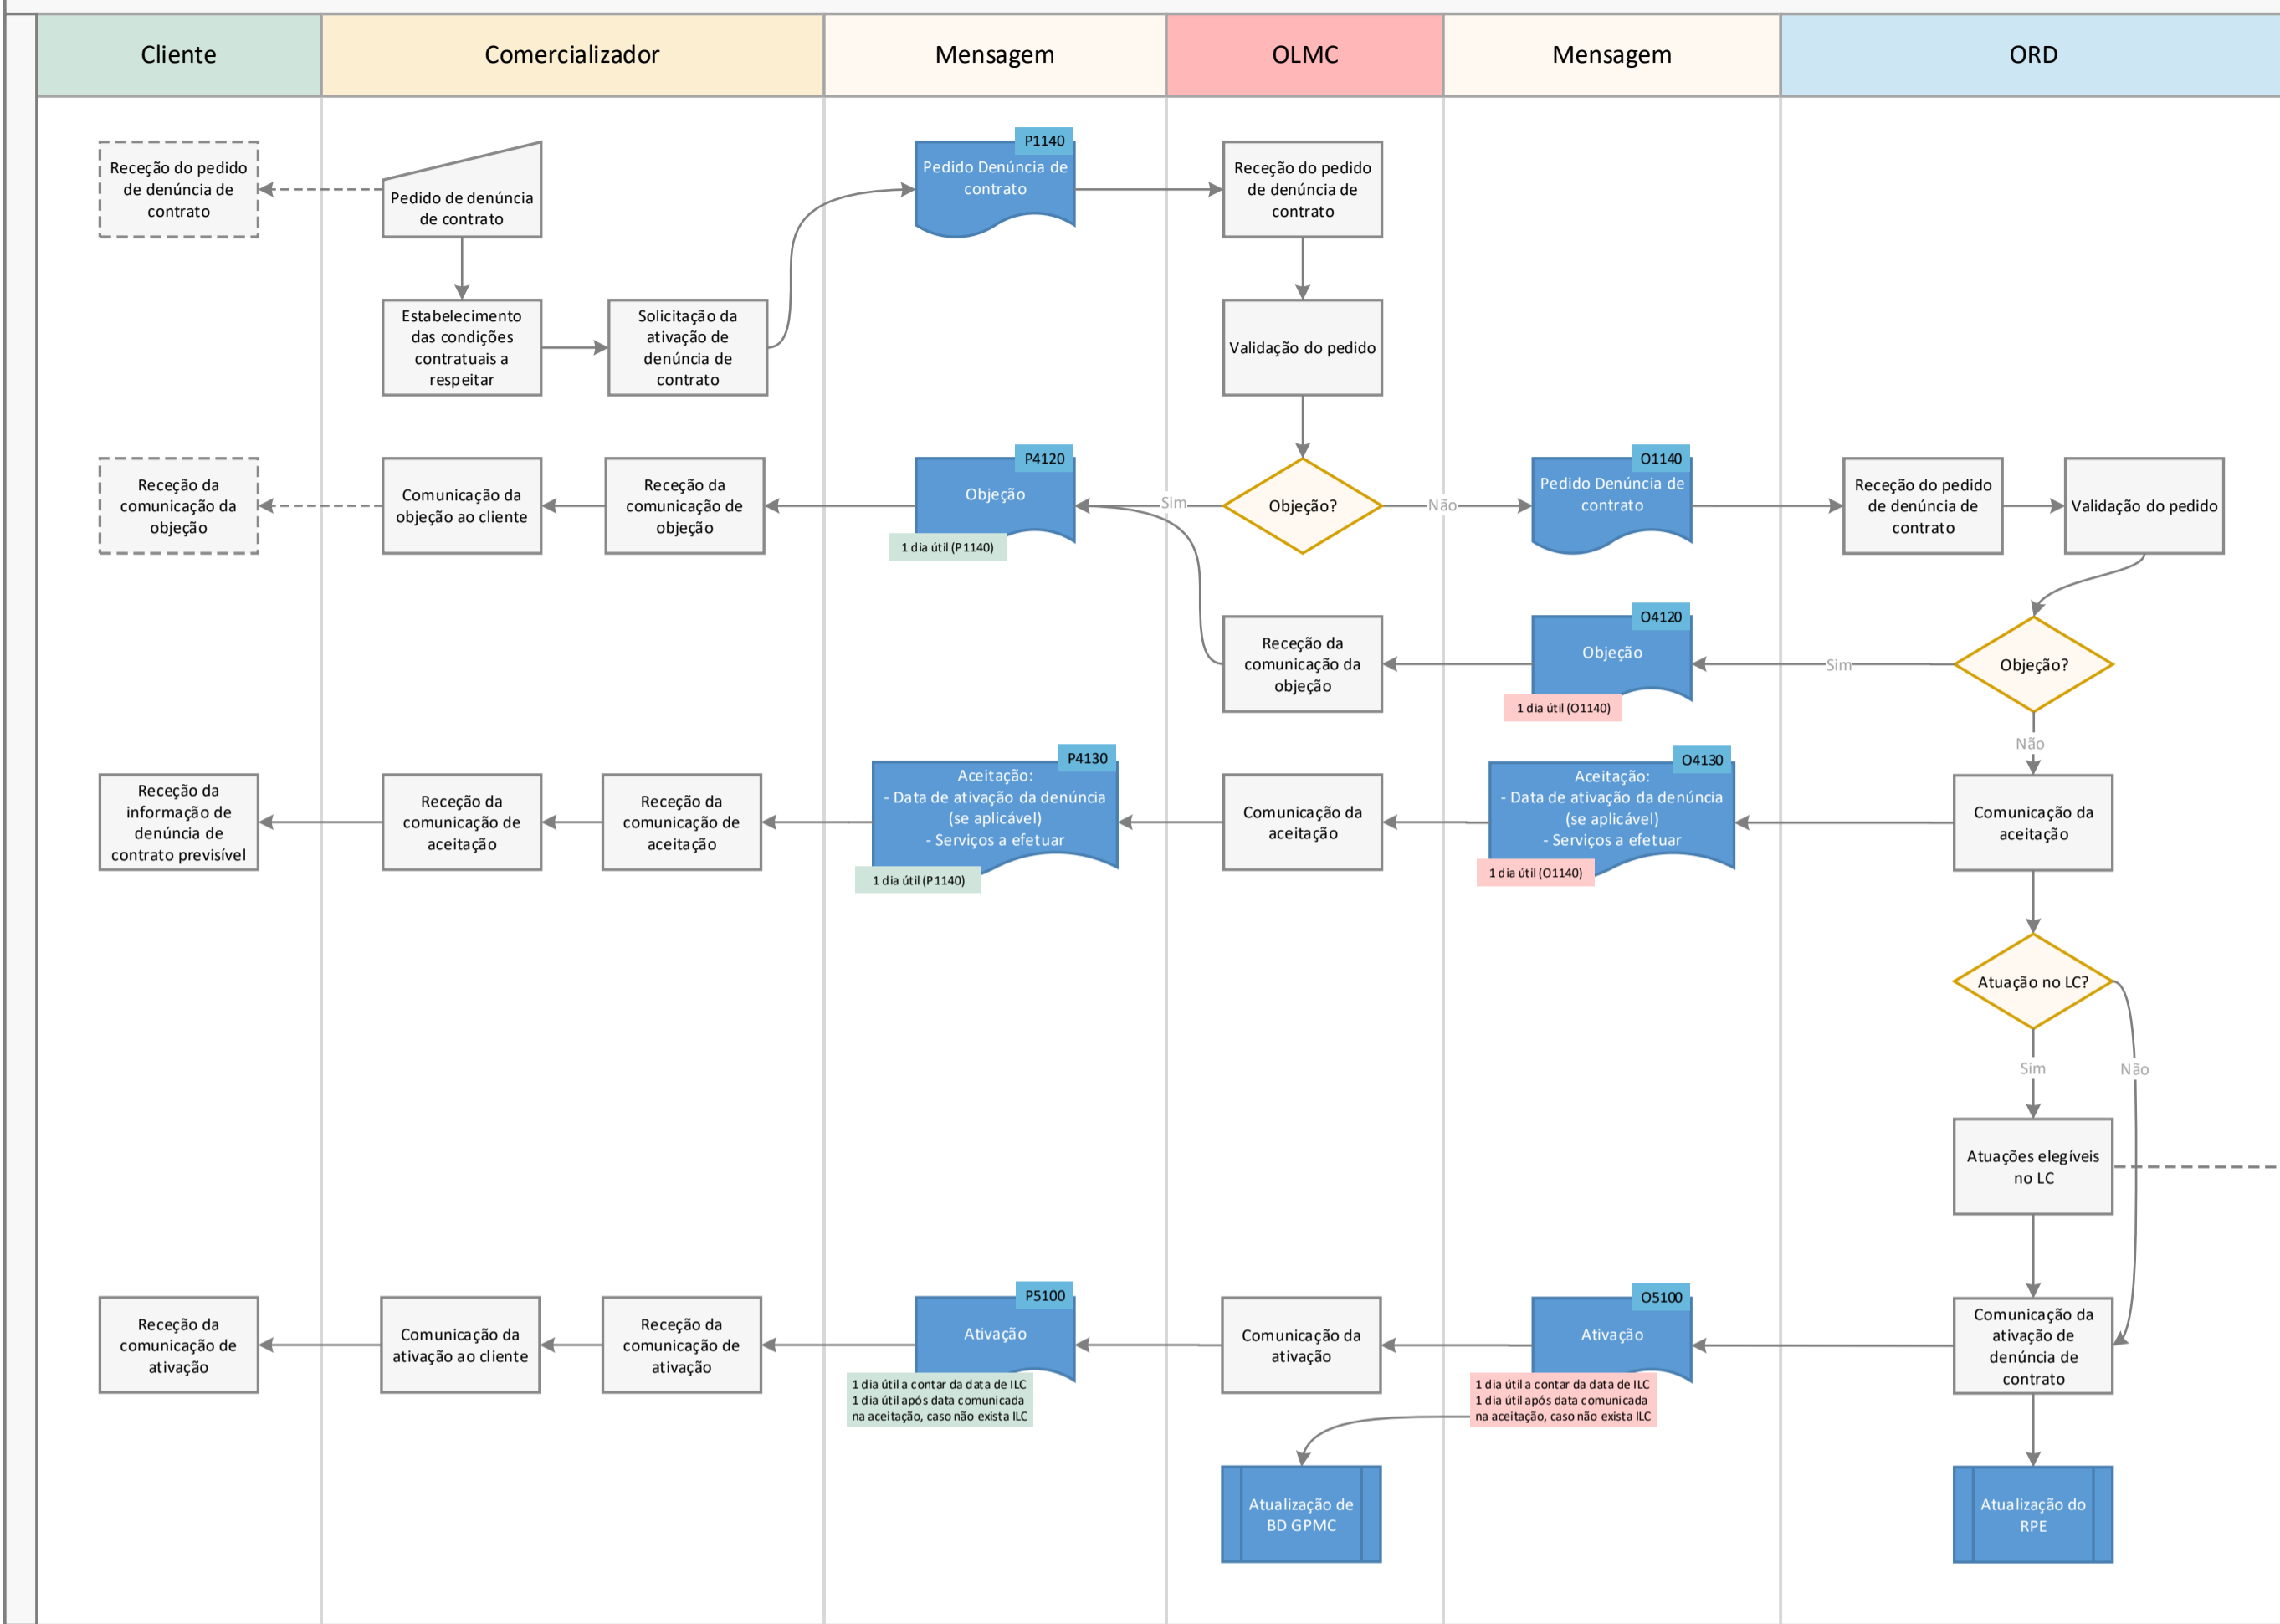 Cliente
Comercializador
Mensagem
OLMC
Mensagem
ORD
Receção do pedido
de denúncia de
contrato
Pedido de denúncia
de contrato
P1140
Pedido Denúncia de
contrato
Receção do pedido
de denúncia de
contrato
Estabelecimento
das condições
contratuais a
respeitar
Solicitação da
ativação de
denúncia de
contrato
Validação do pedido
Receção da
comunicação da
objeção
Comunicação da
objeção ao cliente
Receção da
comunicação de
objeção
P4120
Objeção
1 dia útil (P1140)
Sim
Objeção?
Não
O1140
Pedido Denúncia de
contrato
Receção do pedido
de denúncia de
contrato
Validação do pedido
Receção da
comunicação da
objeção
O4120
Objeção
1 dia útil (O1140)
Sim
Objeção?
Não
Receção da
informação de
denúncia de
contrato previsível
Receção da
comunicação de
aceitação
Receção da
comunicação de
aceitação
P4130
Aceitação:
- Data de ativação da denúncia
(se aplicável)
- Serviços a efetuar
1 dia útil (P1140)
Comunicação da
aceitação
O4130
Aceitação:
- Data de ativação da denúncia
(se aplicável)
- Serviços a efetuar
1 dia útil (O1140)
Comunicação da
aceitação
Atuação no LC?
Sim
Não
Atuações elegíveis
no LC
Receção da
comunicação de
ativação
Comunicação da
ativação ao cliente
Receção da
comunicação de
ativação
P5100
Ativação
1 dia útil a contar da data de ILC
1 dia útil após data comunicada
na aceitação, caso não exista ILC
Comunicação da
ativação
O5100
Ativação
1 dia útil a contar da data de ILC
1 dia útil após data comunicada
na aceitação, caso não exista ILC
Comunicação da
ativação de
denúncia de
contrato
Atualização de
BD GPMC
Atualização do
RPE